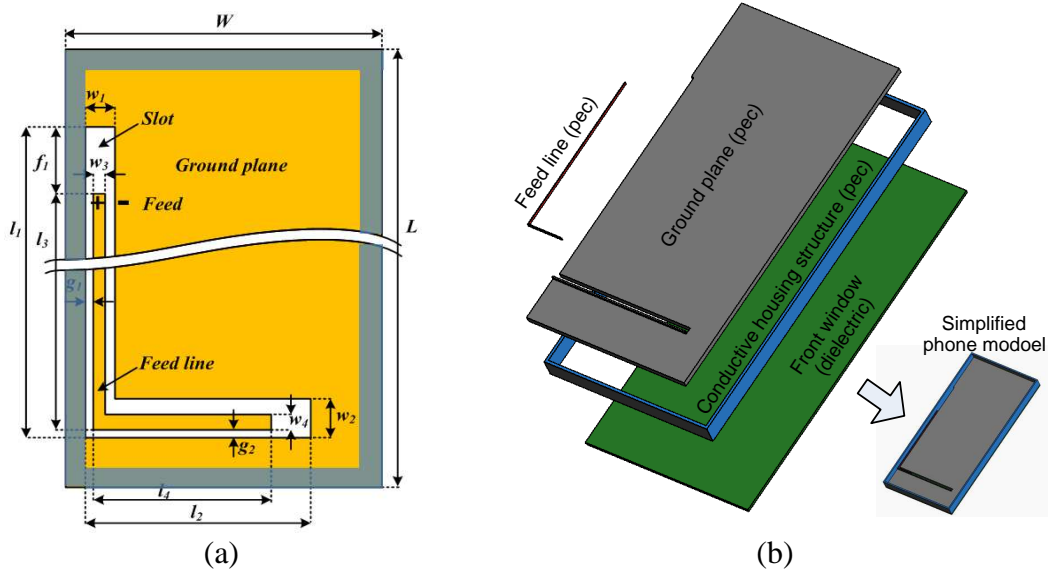 W
w1
Slot
f1
w3
Ground plane
+ - Feed
l1
l3
L
g1
Feed line
w4
w2
g2
l4
l2
(a)
Feed line (pec)
Ground plane (pec)
Conductive housing structure (pec)
Front window
(dielectric)
Simplified
phone modoel
(b)